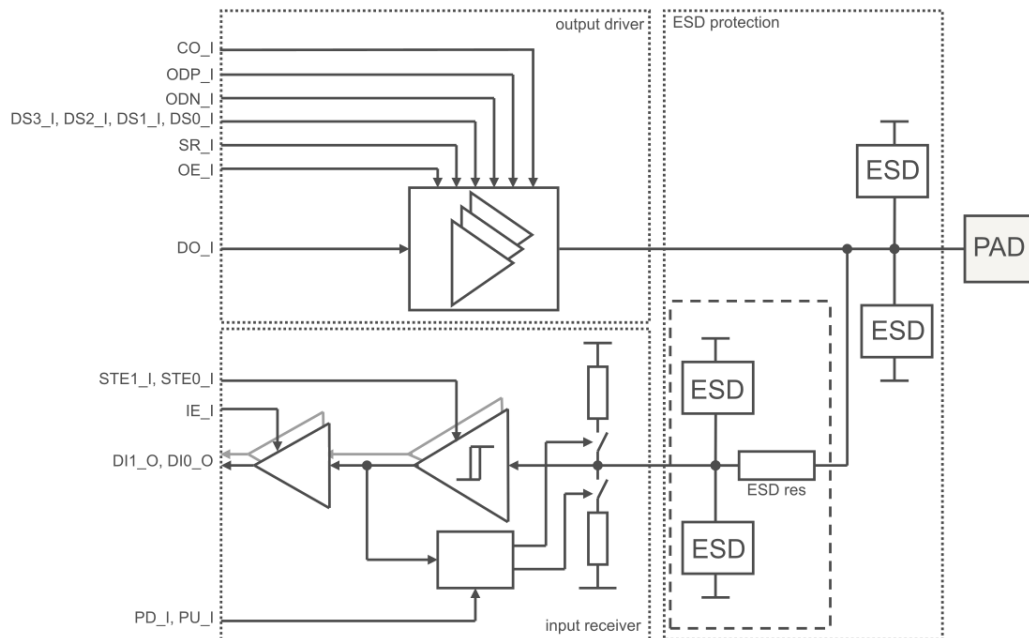 output driver
ESD protection
CO_I
ODP_I
ODN_I
DS3_I, DS2_I, DS1_I, DS0_I
SR_I
OE_I
ESD
DO_I
PAD
ESD
STE1_I, STE0_I
ESD
IE_I
DI1_O, DI0_O
ESD res
ESD
PD_I, PU_I
input receiver